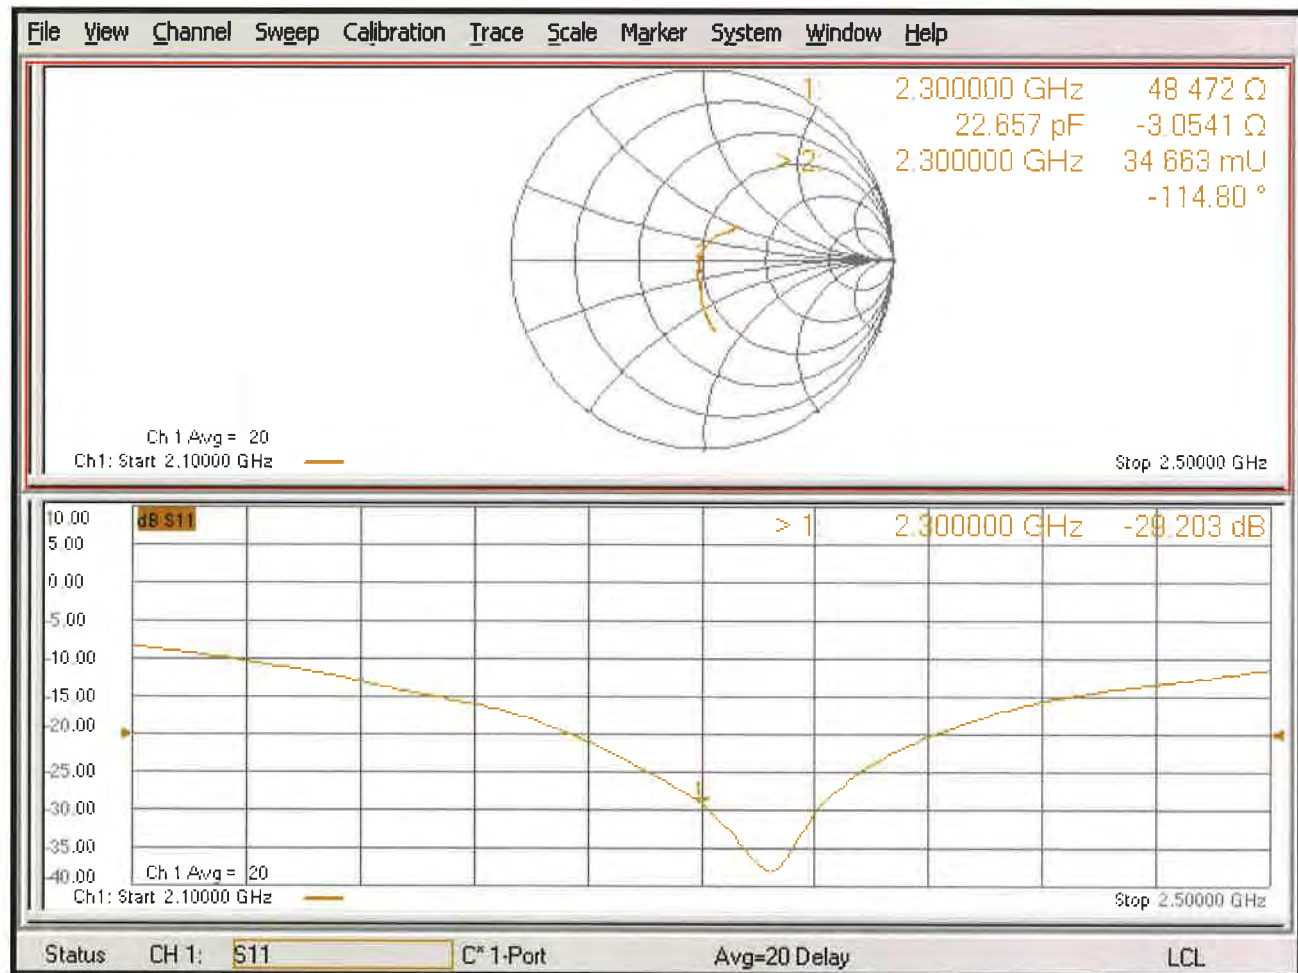 File View Channel Sweep Calibration Trace Scale Marker System Window Help
1: 2.300000 GHz 48 472 Ω
22.657 pF -3.0541 Ω
> 2 2.300000 GHz 34 663 mU
-114.80 °
Ch 1 Avg = 20
Ch1: Start 2.10000 GHz
Stop 2.50000 GHz
10.00
dB S11
> 1: 2.300000 GHz -29.203 dB
5.00
0.00
-5.00
-10.00
-15.00
-20.00
-25.00
-30.00
-35.00
-40.00
Ch 1 Avg = 20
Ch1: Start 2.10000 GHz
Stop 2.50000 GHz
Status CH 1: S11 C* 1-Port Avg=20 Delay LCL